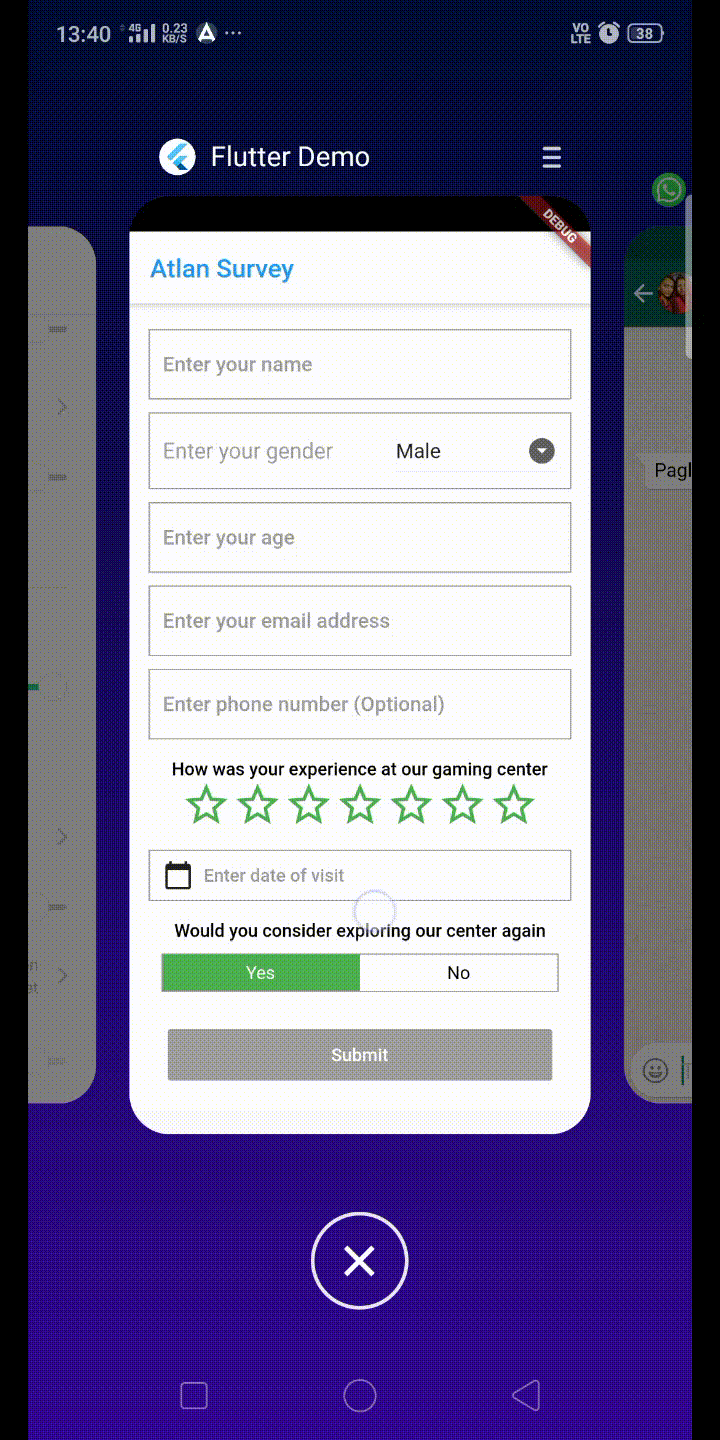 13:40 4G 0.23 KB/S ... VO LTE 38
Flutter Demo
DEBUG
Atlan Survey
Enter your name
Enter your gender Male
Enter your age
Enter your email address
Enter phone number (Optional)
How was your experience at our gaming center
Enter date of visit
Would you consider exploring our center again
Yes No
Submit
Pagl